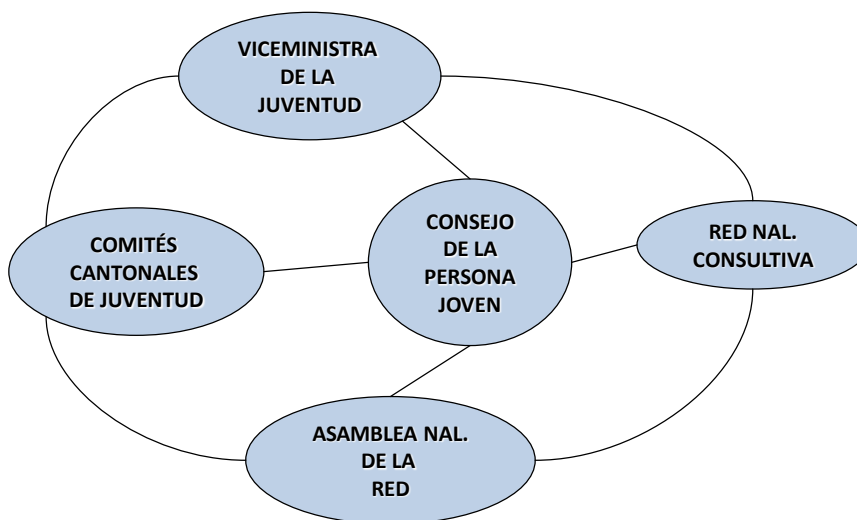 VICEMINISTRA
DE LA
JUVENTUD
COMITÉS
CANTONALES
DE JUVENTUD
CONSEJO
DE LA
PERSONA
JOVEN
RED NAL.
CONSULTIVA
ASAMBLEA NAL.
DE LA
RED